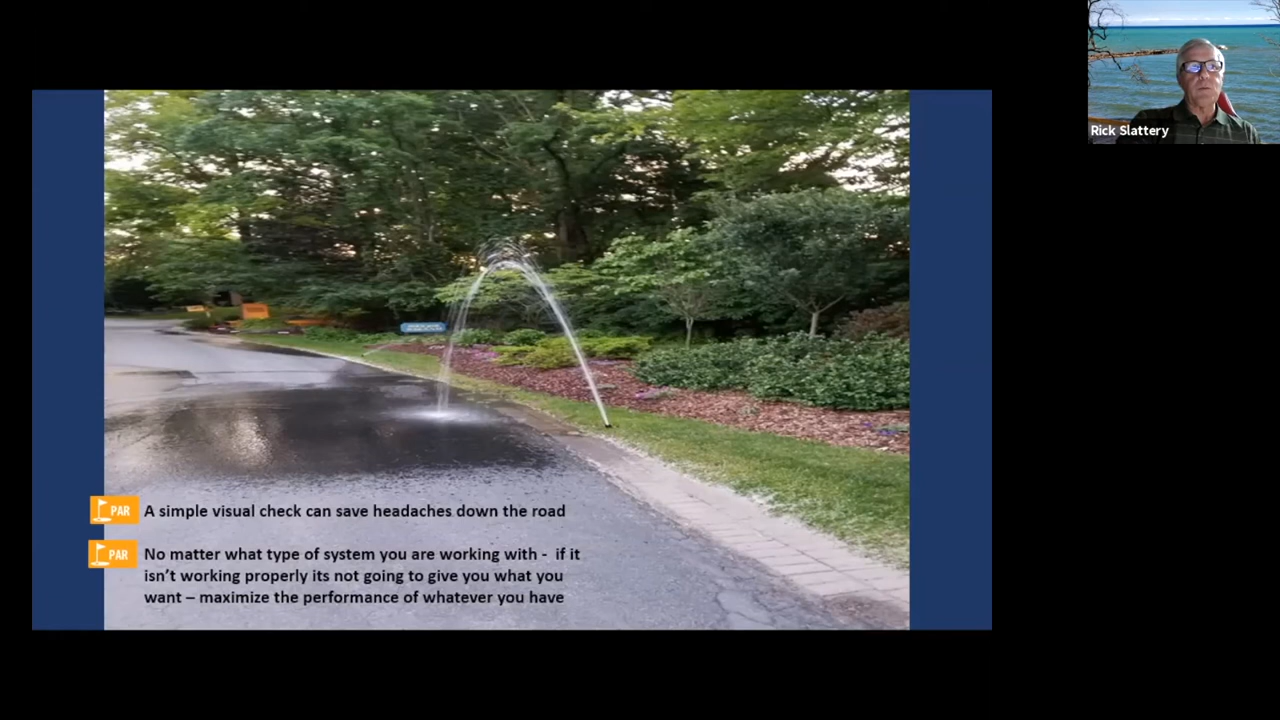 Rick Slattery
PAR
A simple visual check can save headaches down the road
PAR
No matter what type of system you are working with -  if it
isn't working properly its not going to give you what you
want – maximize the performance of whatever you have